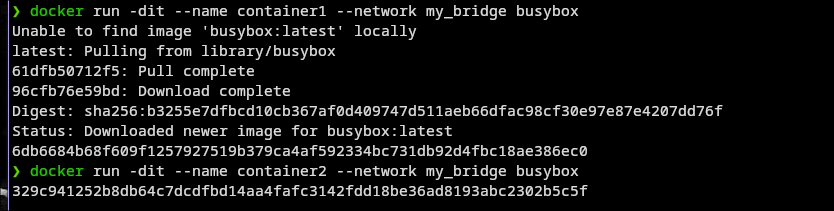 ❯ docker run -dit --name container1 --network my_bridge busybox
Unable to find image 'busybox:latest' locally
latest: Pulling from library/busybox
61dfb50712f5: Pull complete
96cfb76e59bd: Download complete
Digest: sha256:b3255e7dfbcd10cb367af0d409747d511aeb66dfac98cf30e97e87e4207dd76f
Status: Downloaded newer image for busybox:latest
6db6684b68f609f1257927519b379ca4af592334bc731db92d4fbc18ae386ec0
❯ docker run -dit --name container2 --network my_bridge busybox
329c941252b8db64c7dcdfbd14aa4fafc3142fdd18be36ad8193abc2302b5c5f